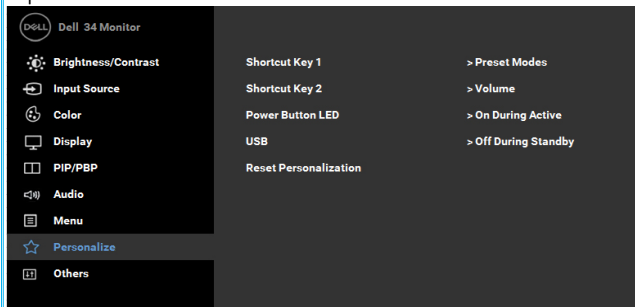 DELL Dell 34 Monitor
Brightness/Contrast
Input Source
Color
Display
PIP/PBP
Audio
Menu
Personalize
Others
Shortcut Key 1 > Preset Modes
Shortcut Key 2 > Volume
Power Button LED > On During Active
USB > Off During Standby
Reset Personalization